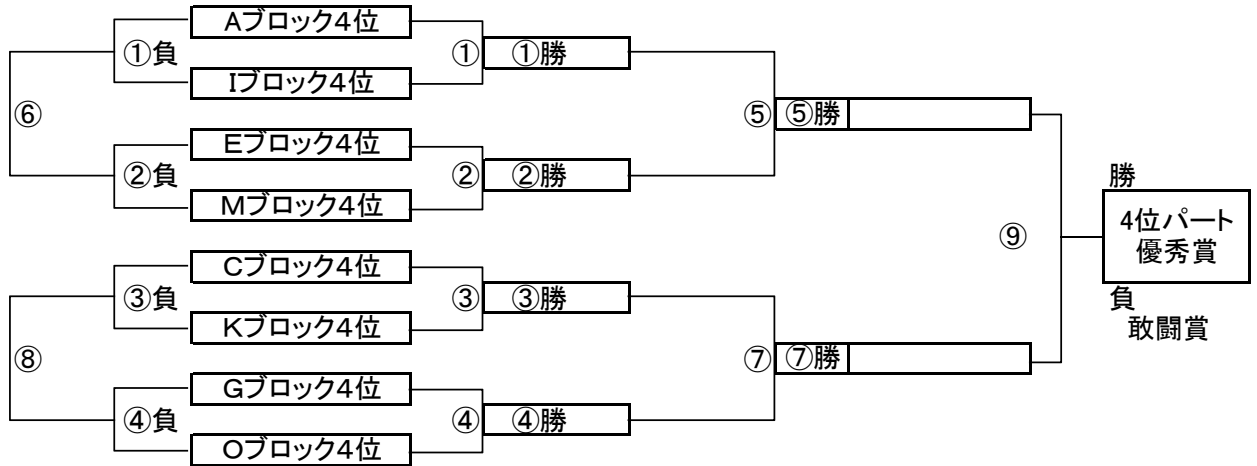 Aブロック4位
①負
①
①勝
Iブロック4位
⑥
⑤
⑤勝
Eブロック4位
②負
②
②勝
Mブロック4位
勝
4位パート
優秀賞
⑨
負
敢闘賞
Cブロック4位
③負
③
③勝
Kブロック4位
⑧
⑦
⑦勝
Gブロック4位
④負
④
④勝
Oブロック4位